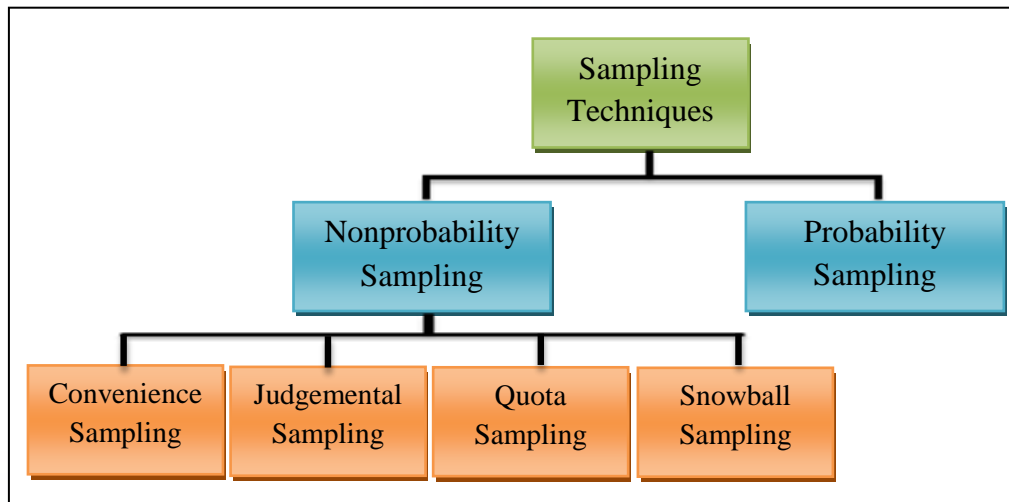 Sampling
Techniques
Nonprobability
Sampling
Probability
Sampling
Convenience
Sampling
Judgemental
Sampling
Quota
Sampling
Snowball
Sampling